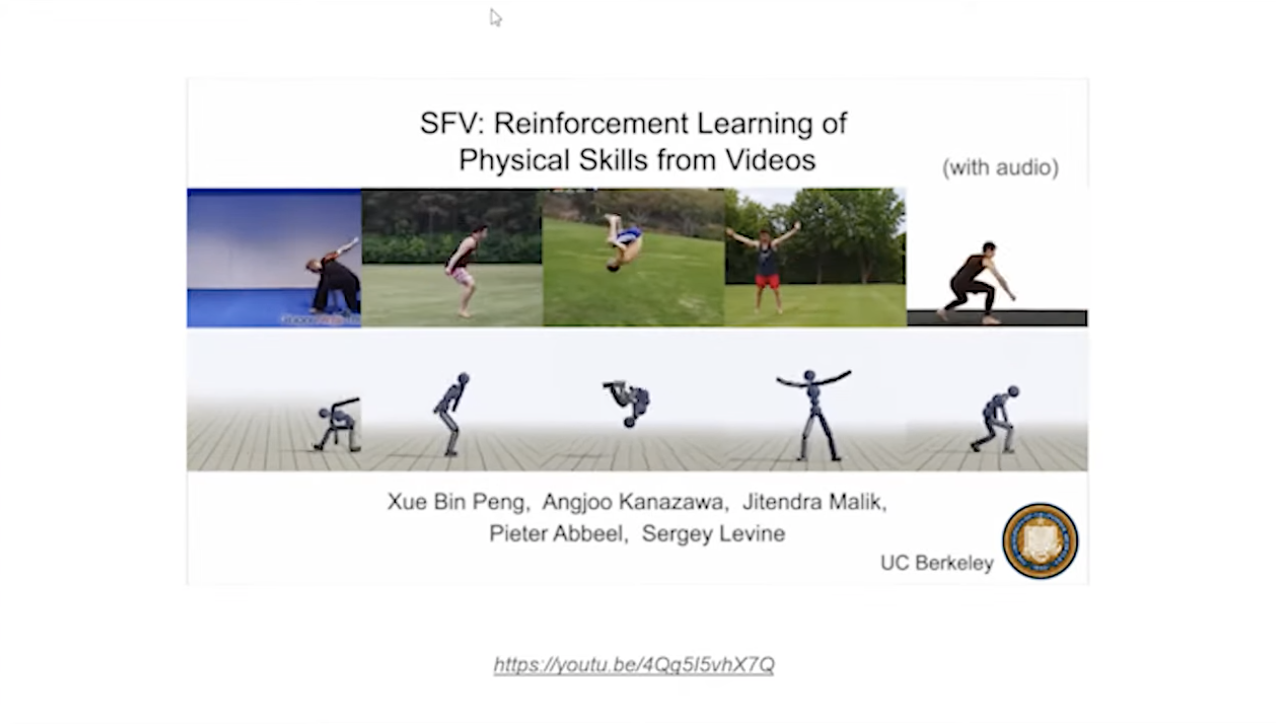 SFV: Reinforcement Learning of
Physical Skills from Videos
(with audio)
Xue Bin Peng, Angjoo Kanazawa, Jitendra Malik,
Pieter Abbeel, Sergey Levine
UC Berkeley
https://youtu.be/4Qg5I5vhX7Q